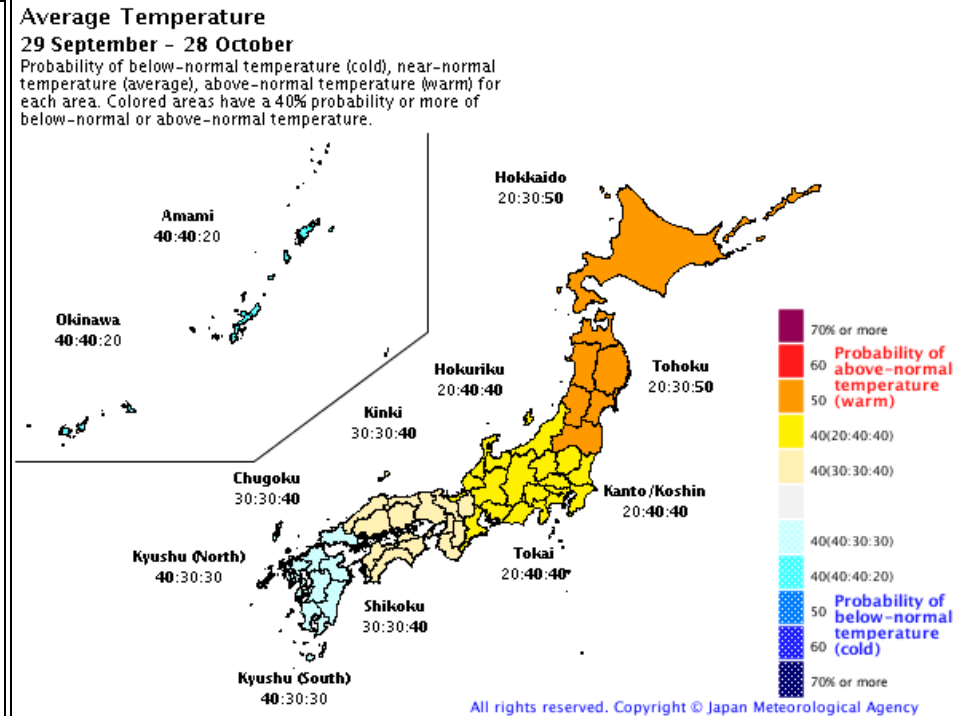 Average Temperature
29 September - 28 October
Probability of below-normal temperature (cold), near-normal
temperature (average), above-normal temperature (warm) for
each area. Colored areas have a 40% probability or more of
below-normal or above-normal temperature.
Hokkaido
20:30:50
Amami
40:40:20
Okinawa
40:40:20
Hokuriku
20:40:40
Tohoku
20:30:50
Kinki
30:30:40
Chugoku
30:30:40
Kanto/Koshin
20:40:40
Kyushu (North)
40:30:30
Tokai
20:40:40
Shikoku
30:30:40
Kyushu (South)
40:30:30
70% or more
60
Probability of
above-normal
temperature
(warm)
50
40(20:40:40)
40(30:30:40)
40(40:30:30)
40(40:40:20)
50
Probability of
below-normal
temperature
(cold)
60
70% or more
All rights reserved. Copyright © Japan Meteorological Agency